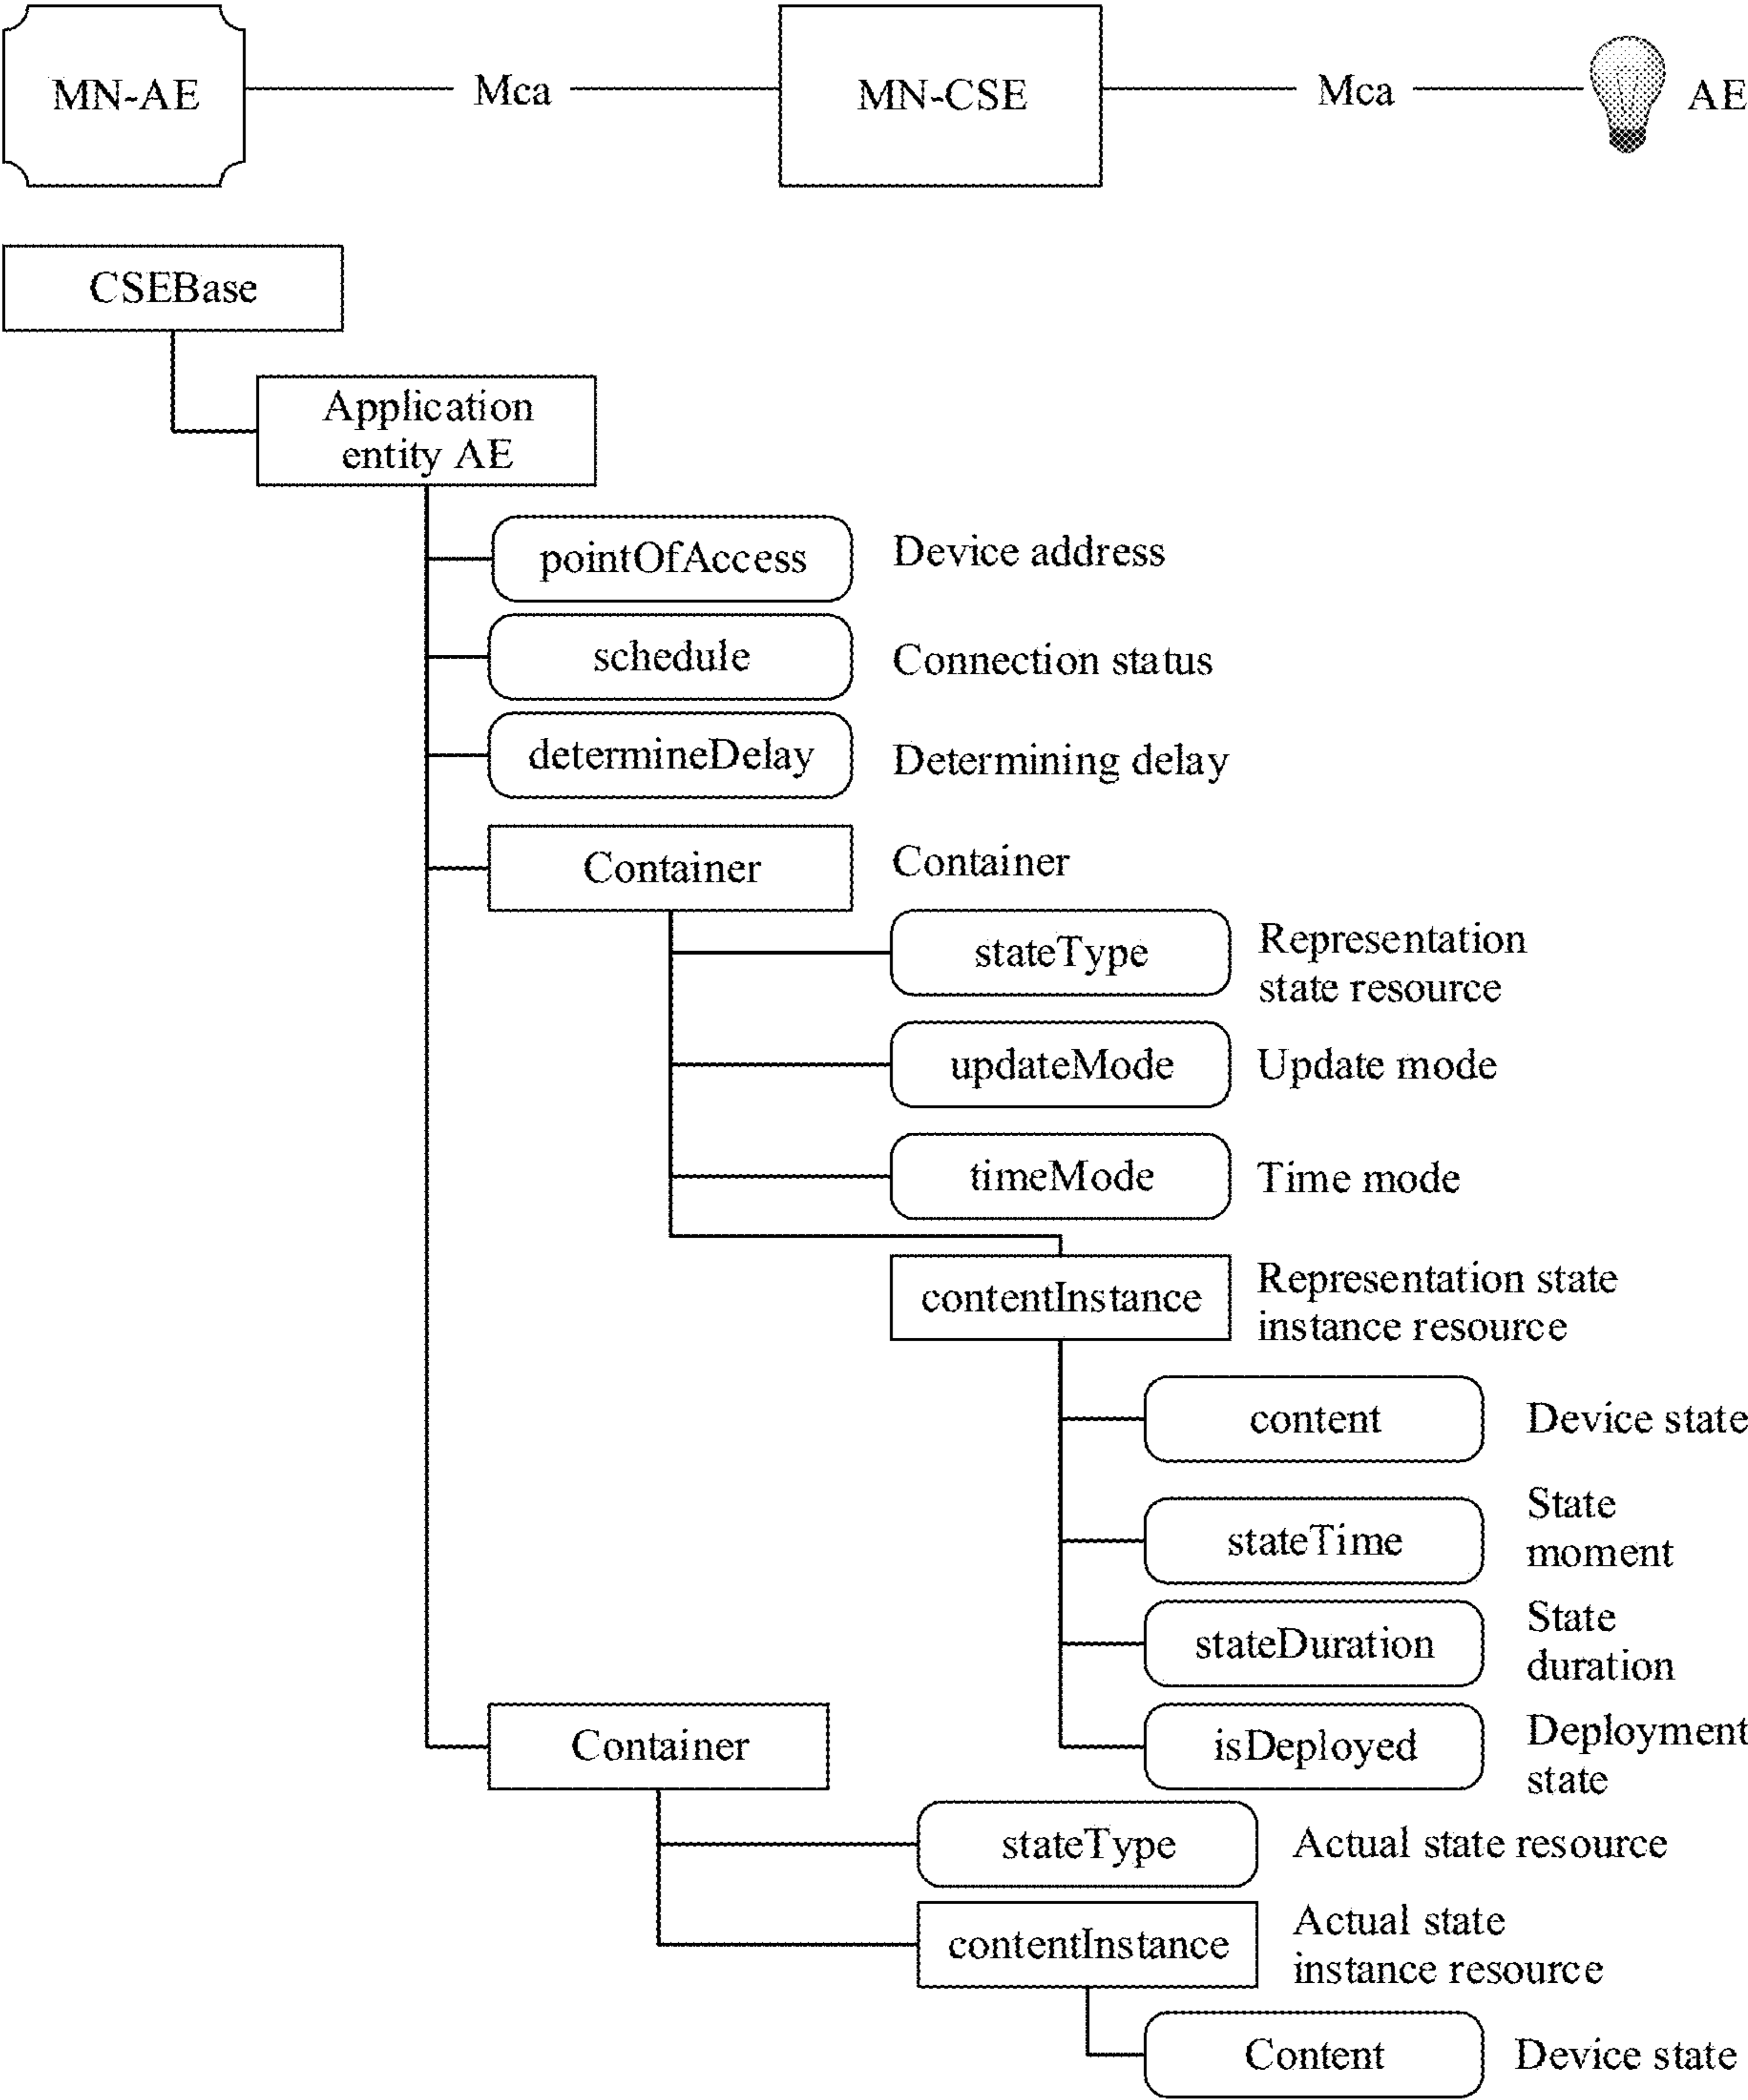 MN-AE
Mca
MN-CSE
Mca
AE
CSEBase
Application
entity AE
pointOfAccess
Device address
schedule
Connection status
determineDelay
Determining delay
Container
Container
stateType
Representation
state resource
updateMode
Update mode
timeMode
Time mode
contentInstance
Representation state
instance resource
content
Device state
stateTime
State
moment
stateDuration
State
duration
Container
isDeployed
Deployment
state
stateType
Actual state resource
contentInstance
Actual state
instance resource
Content
Device state